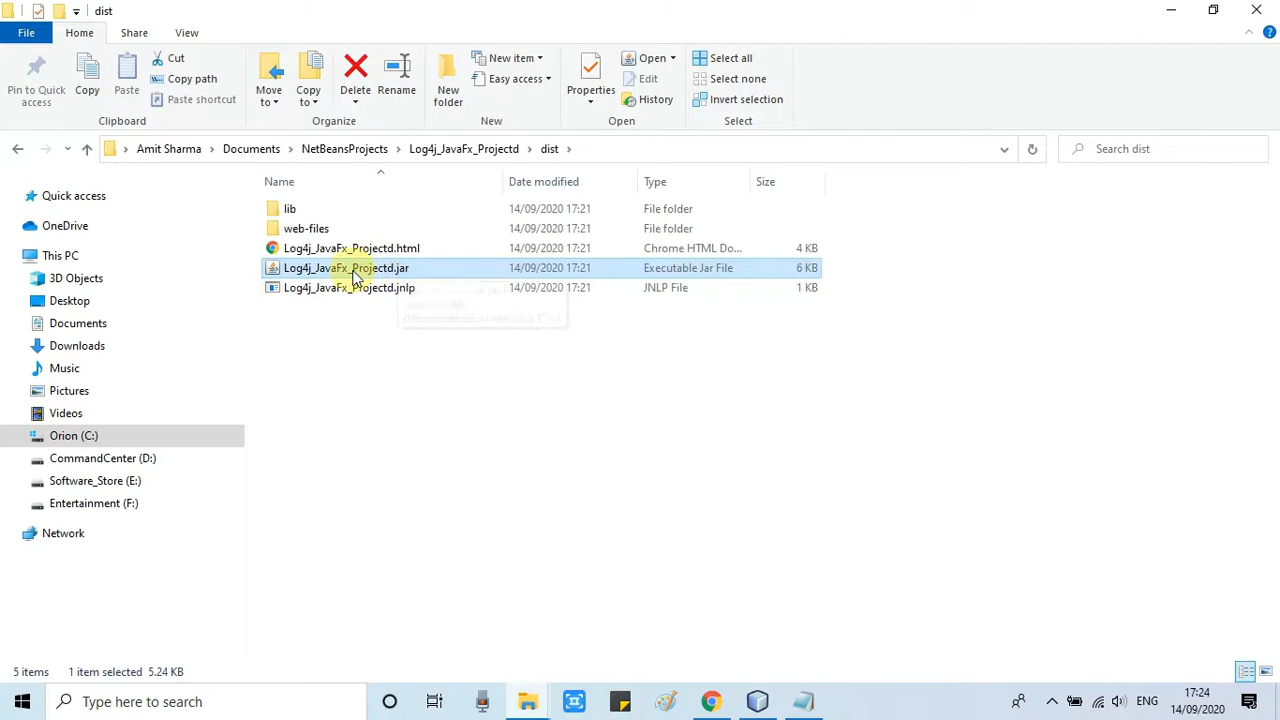 dist
File Home Share View
Pin to Quick access
Copy
Paste
Cut
Copy path
Paste shortcut
Clipboard
Move to
Copy to
Delete
Rename
Organize
New folder
New item
Easy access
New
Properties
Open
Edit
History
Open
Select all
Select none
Invert selection
Select
Amit Sharma > Documents > NetBeansProjects > Log4j_JavaFx_Projectd > dist >
Search dist
Name Date modified Type Size
lib 14/09/2020 17:21 File folder
web-files 14/09/2020 17:21 File folder
Log4j_JavaFx_Projectd.html 14/09/2020 17:21 Chrome HTML Do... 4 KB
Log4j_JavaFx_Projectd.jar 14/09/2020 17:21 Executable Jar File 6 KB
Log4j_JavaFx_Projectd.jnlp 14/09/2020 17:21 JNLP File 1 KB
Quick access
OneDrive
This PC
3D Objects
Desktop
Documents
Downloads
Music
Pictures
Videos
Orion (C:)
CommandCenter (D:)
Software_Store (E:)
Entertainment (F:)
Network
5 items 1 item selected 5.24 KB
Type here to search
ENG
17:24
14/09/2020